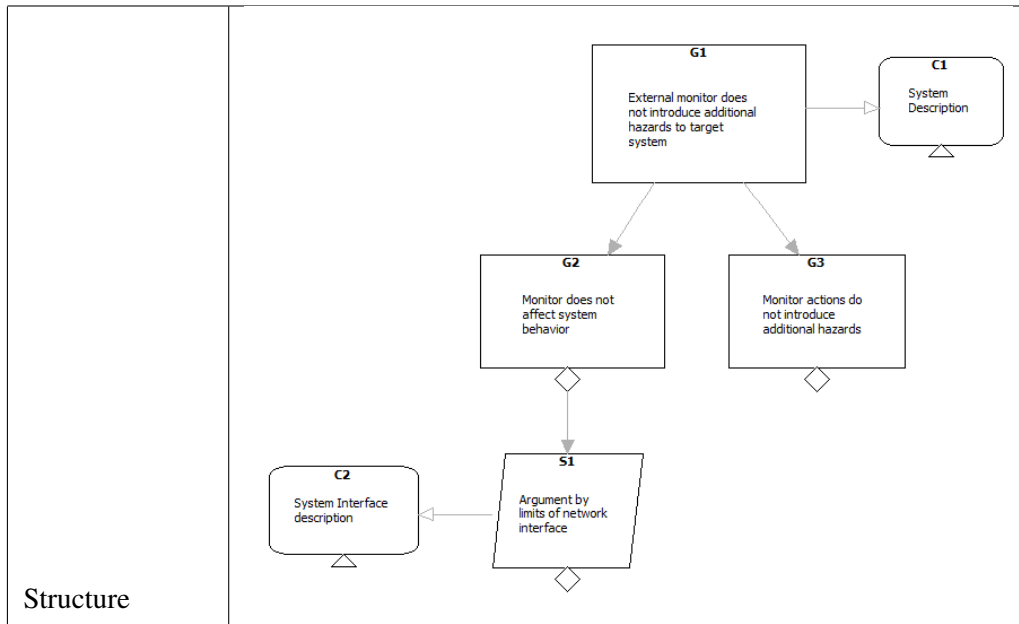 G1
External monitor does
not introduce additional
hazards to target
system
C1
System
Description
G2
Monitor does not
affect system
behavior
G3
Monitor actions do
not introduce
additional hazards
C2
System Interface
description
S1
Argument by
limits of network
interface
Structure